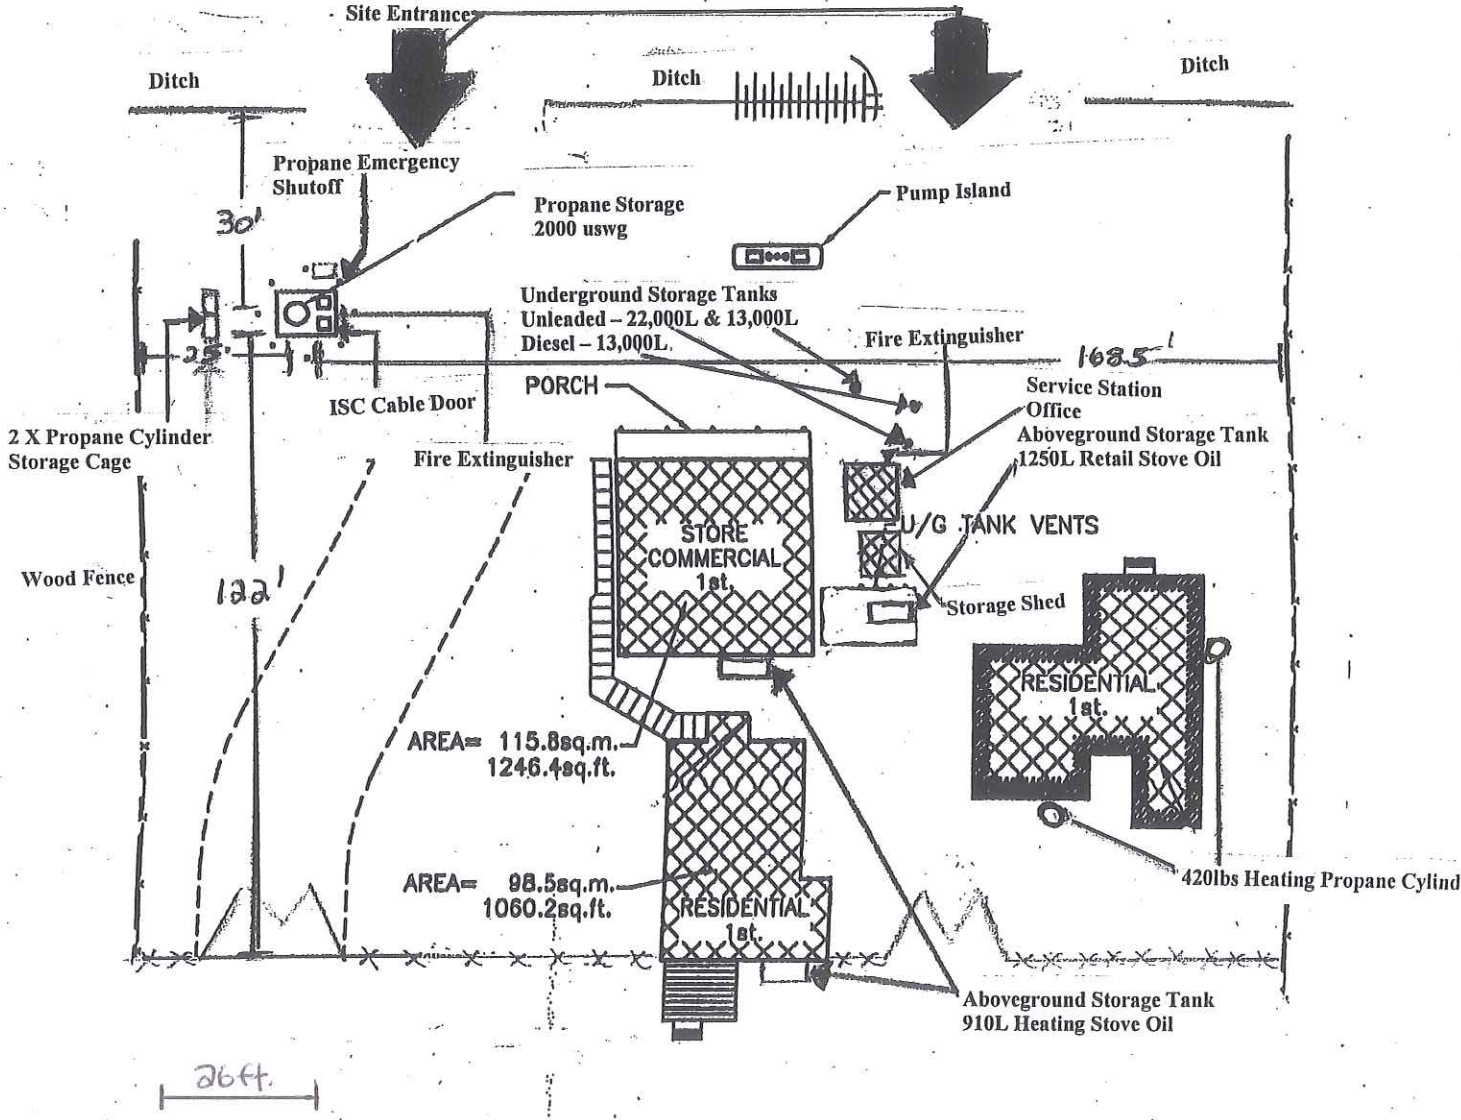 Site Entrance
Ditch
Ditch
Ditch
Propane Emergency
Shutoff
Propane Storage
2000 uswg
Pump Island
30'
Underground Storage Tanks
Unleaded – 22,000L & 13,000L
Diesel – 13,000L
Fire Extinguisher
25'
168.5'
PORCH
Service Station
Office
ISC Cable Door
2 X Propane Cylinder
Storage Cage
Fire Extinguisher
Aboveground Storage Tank
1250L Retail Stove Oil
STORE
COMMERCIAL
1st.
U/G TANK VENTS
Wood Fence
122'
Storage Shed
RESIDENTIAL
1st.
AREA= 115.8sq.m.
1246.4sq.ft.
AREA= 98.5sq.m.
1060.2sq.ft.
RESIDENTIAL
1st.
420lbs Heating Propane Cylind
Aboveground Storage Tank
910L Heating Stove Oil
26ft.